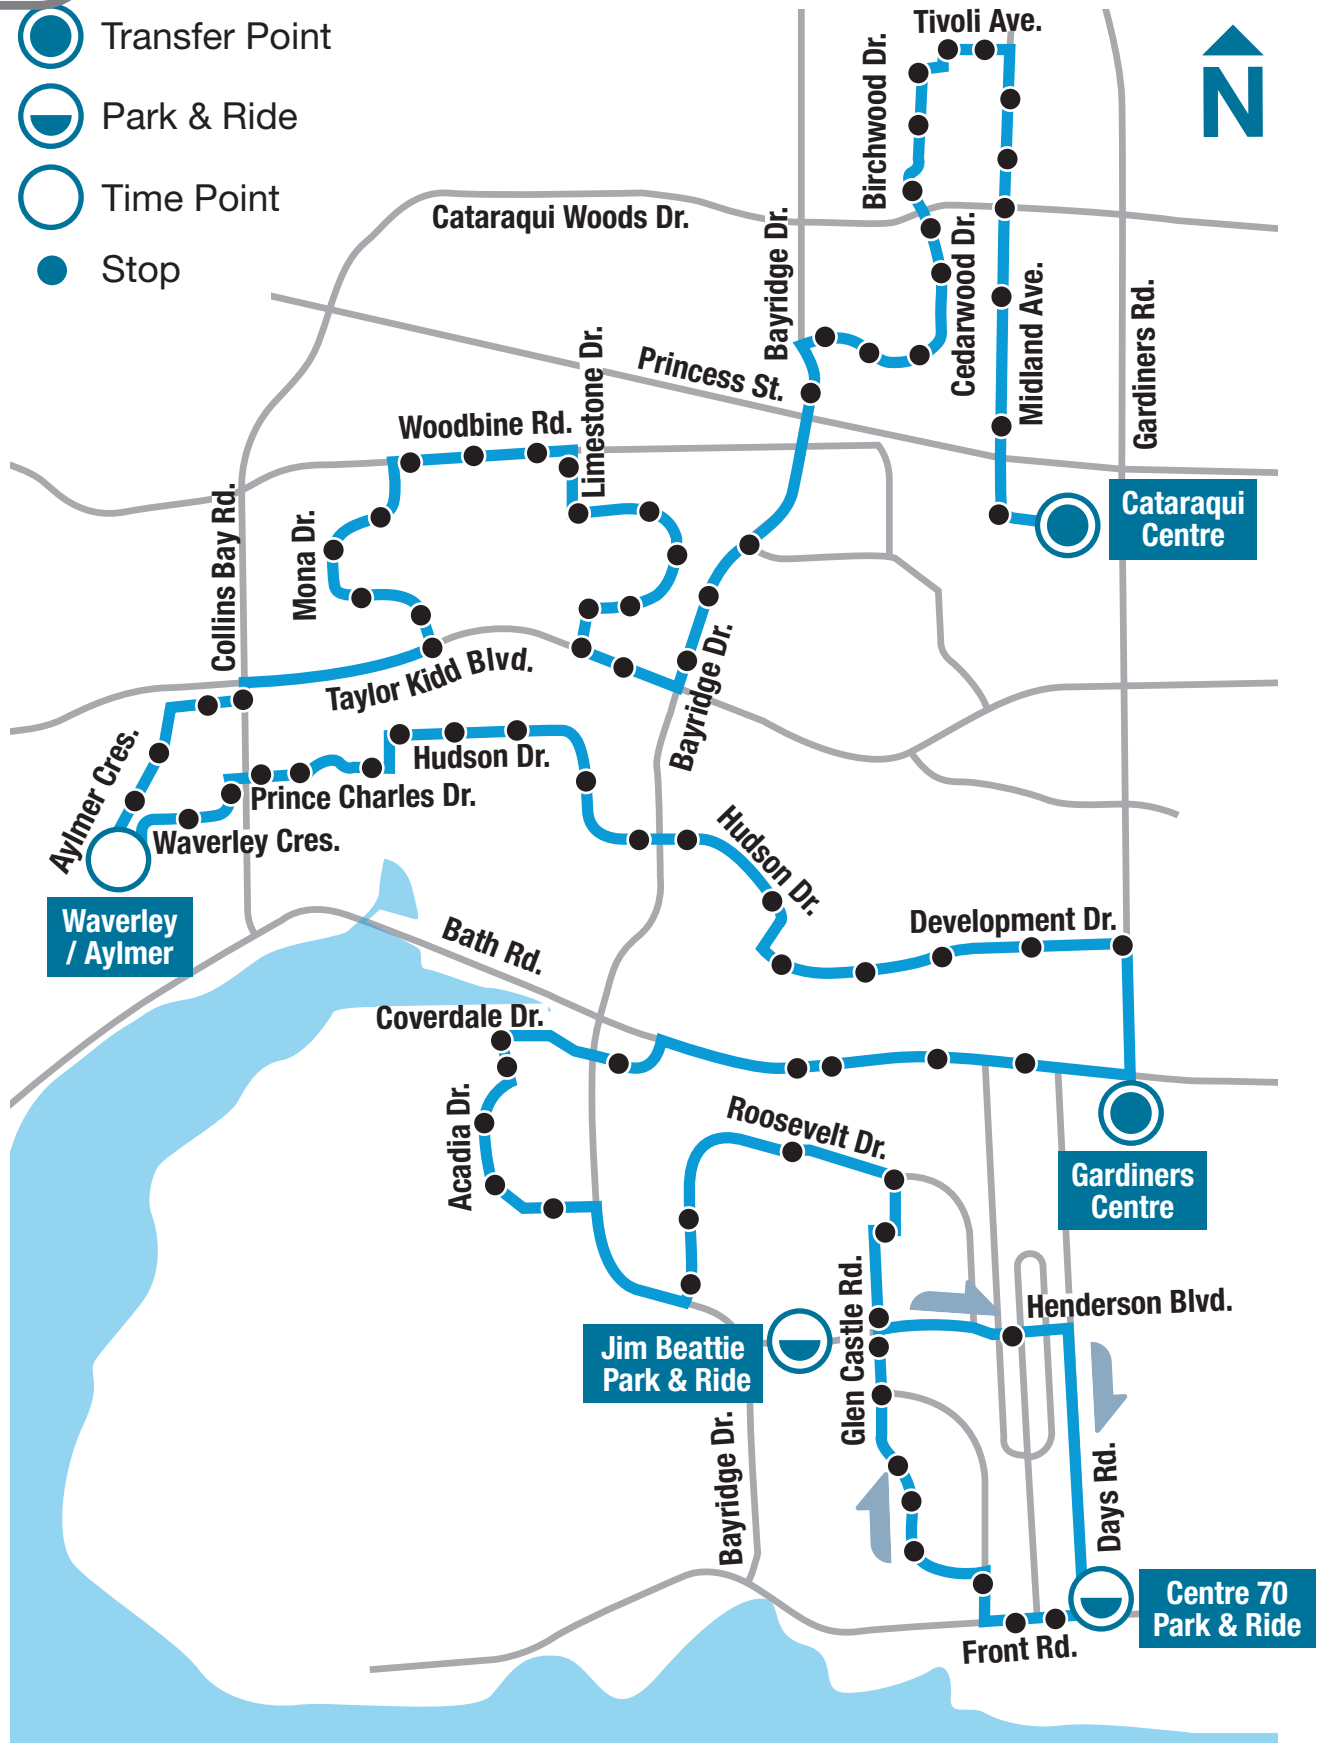 Transfer Point
Park & Ride
Time Point
Stop
Tivoli Ave.
N
Birchwood Dr.
Cataraqui Woods Dr.
Bayridge Dr.
Cedarwood Dr.
Midland Ave.
Gardiners Rd.
Princess St.
Limestone Dr.
Woodbine Rd.
Cataraqui
Centre
Collins Bay Rd.
Mona Dr.
Taylor Kidd Blvd.
Bayridge Dr.
Aylmer Cres.
Hudson Dr.
Prince Charles Dr.
Waverley Cres.
Hudson Dr.
Waverley
/ Aylmer
Development Dr.
Bath Rd.
Coverdale Dr.
Acadia Dr.
Roosevelt Dr.
Gardiners
Centre
Glen Castle Rd.
Henderson Blvd.
Jim Beattie
Park & Ride
Bayridge Dr.
Days Rd.
Centre 70
Park & Ride
Front Rd.